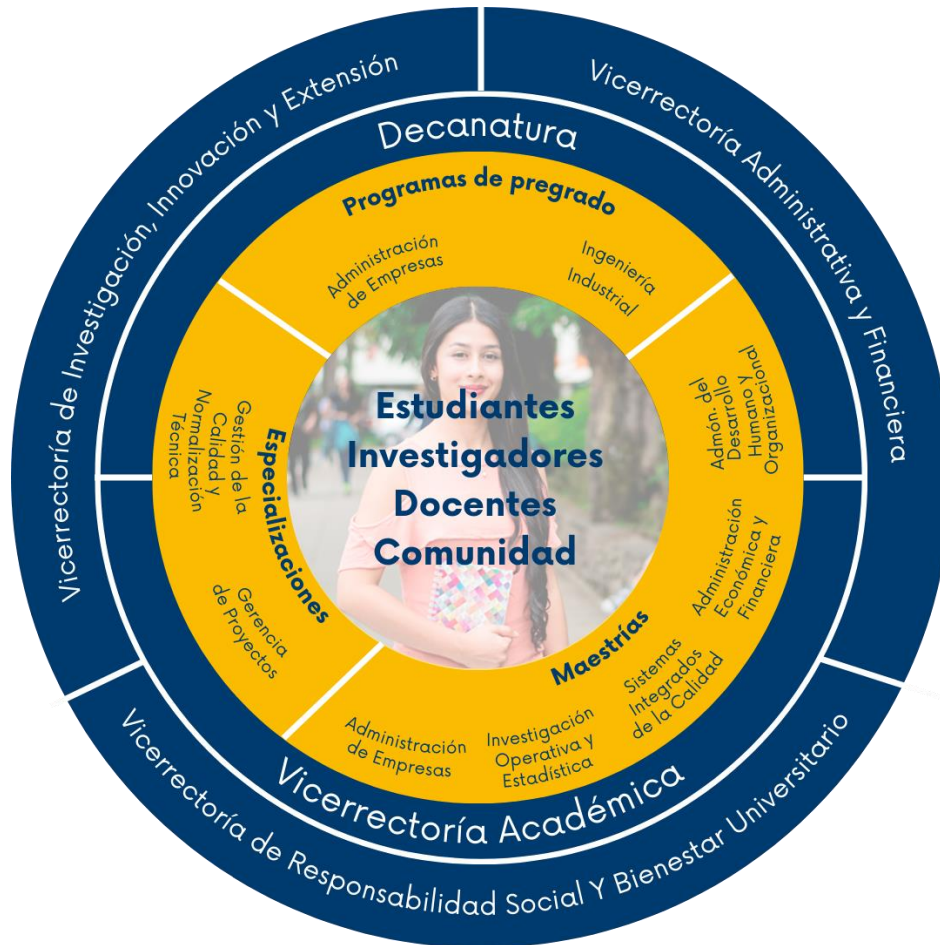 Vicerrectoría de Investigación, Innovación y Extensión
Vicerrectoría Administrativa y Financiera
Decanatura
Programas de pregrado
Administración
de Empresas
Ingeniería
Industrial
Especializaciones
Gestión de la
Calidad y
Normalización
Técnica
Gerencia
de Proyectos
Estudiantes
Investigadores
Docentes
Comunidad
Maestrías
Admón. del
Desarrollo
Humano y
Organizacional
Administración
Económica y
Financiera
Sistemas
Integrados
de la Calidad
Investigación
Operativa y
Estadística
Administración
de Empresas
Vicerrectoría Académica
Vicerrectoría de Responsabilidad Social Y Bienestar Universitario